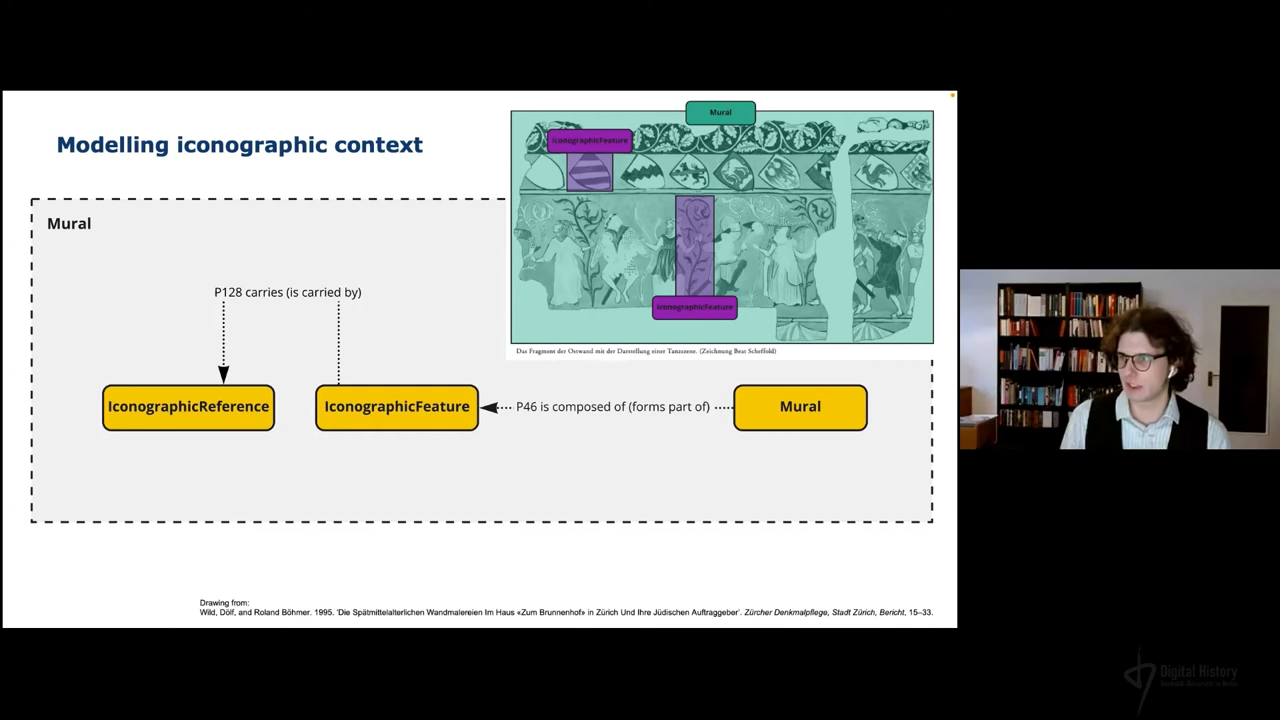 Modelling iconographic context
Mural
IconographicFeature
IconographicFeature
Das Fragment der Ostwand mit der Darstellung einer Tanzszene. (Zeichnung Beat Scheffold)
Mural
P128 carries (is carried by)
IconographicReference
IconographicFeature
P46 is composed of (forms part of)
Mural
Drawing from:
Wild, Dölf, and Roland Böhmer. 1995. 'Die Spätmittelalterlichen Wandmalereien Im Haus «Zum Brunnenhof» in Zürich Und Ihre Jüdischen Auftraggeber'. Zürcher Denkmalpflege, Stadt Zürich, Bericht, 15–33.
Digital History